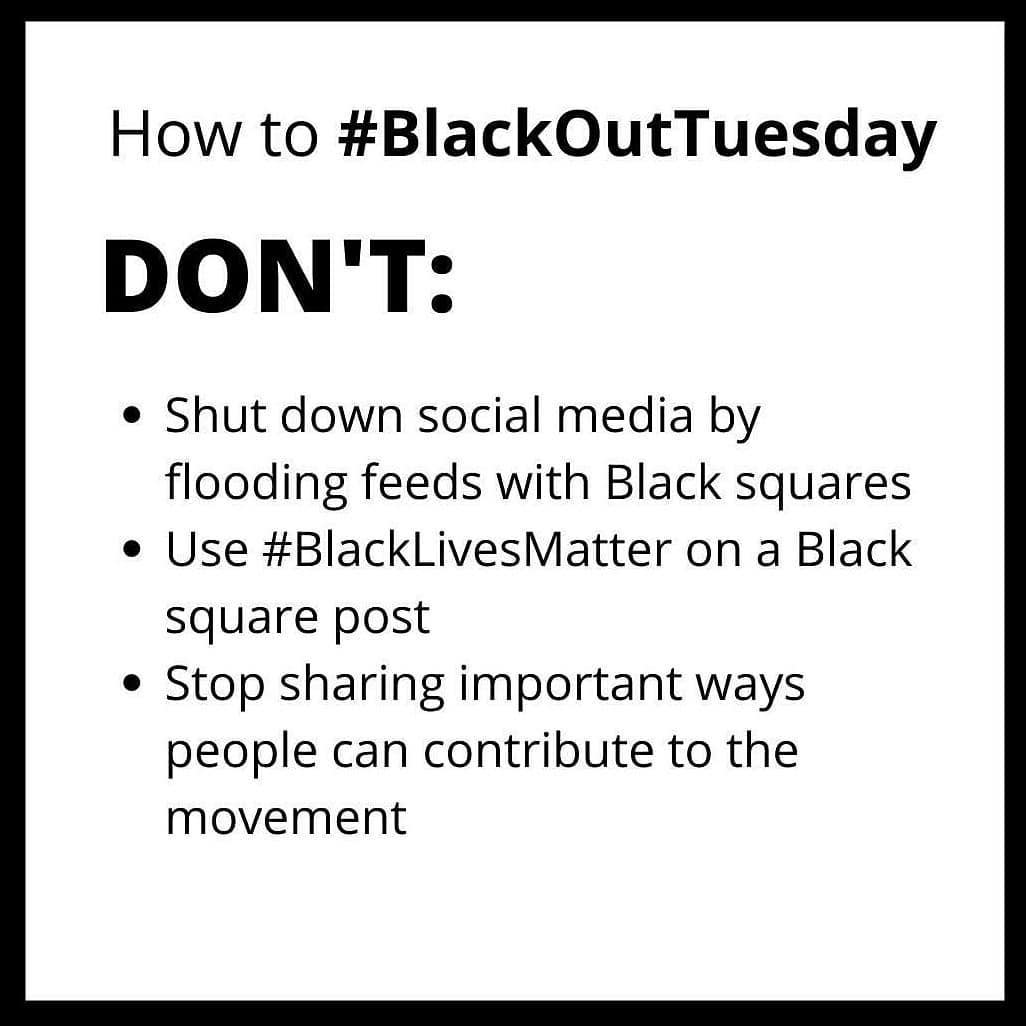 How to #BlackOutTuesday
DON'T:
• Shut down social media by
flooding feeds with Black squares
• Use #BlackLivesMatter on a Black
square post
• Stop sharing important ways
people can contribute to the
movement